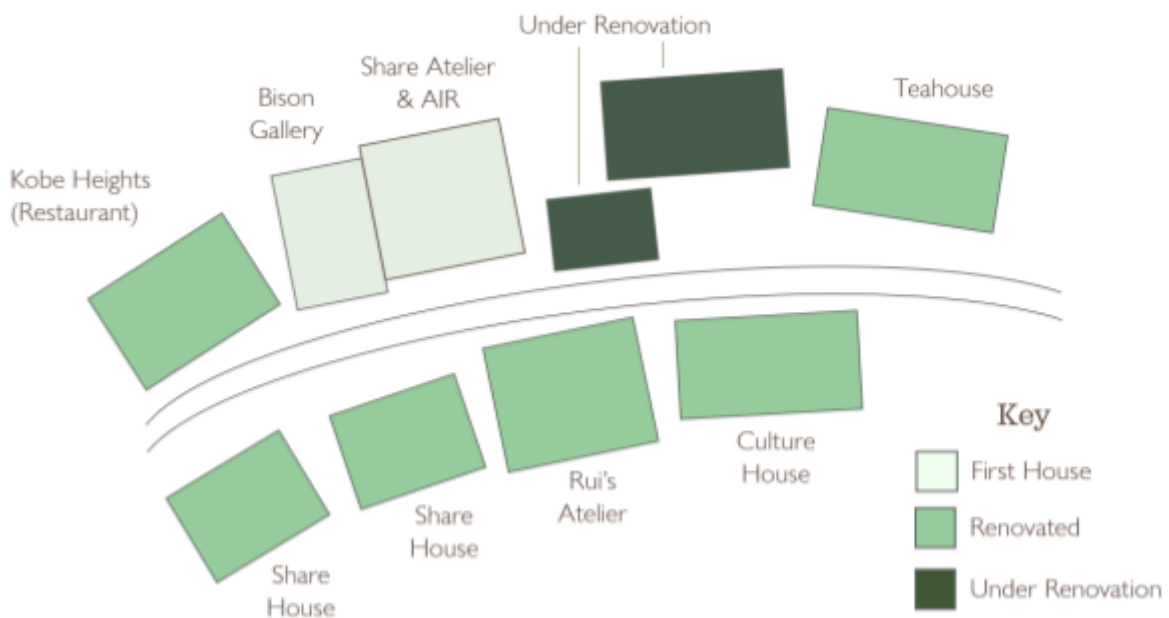 Under Renovation
Share Atelier
& AIR
Bison
Gallery
Teahouse
Kobe Heights
(Restaurant)
Culture
House
Rui's
Atelier
Share
House
Share
House
Key
First House
Renovated
Under Renovation